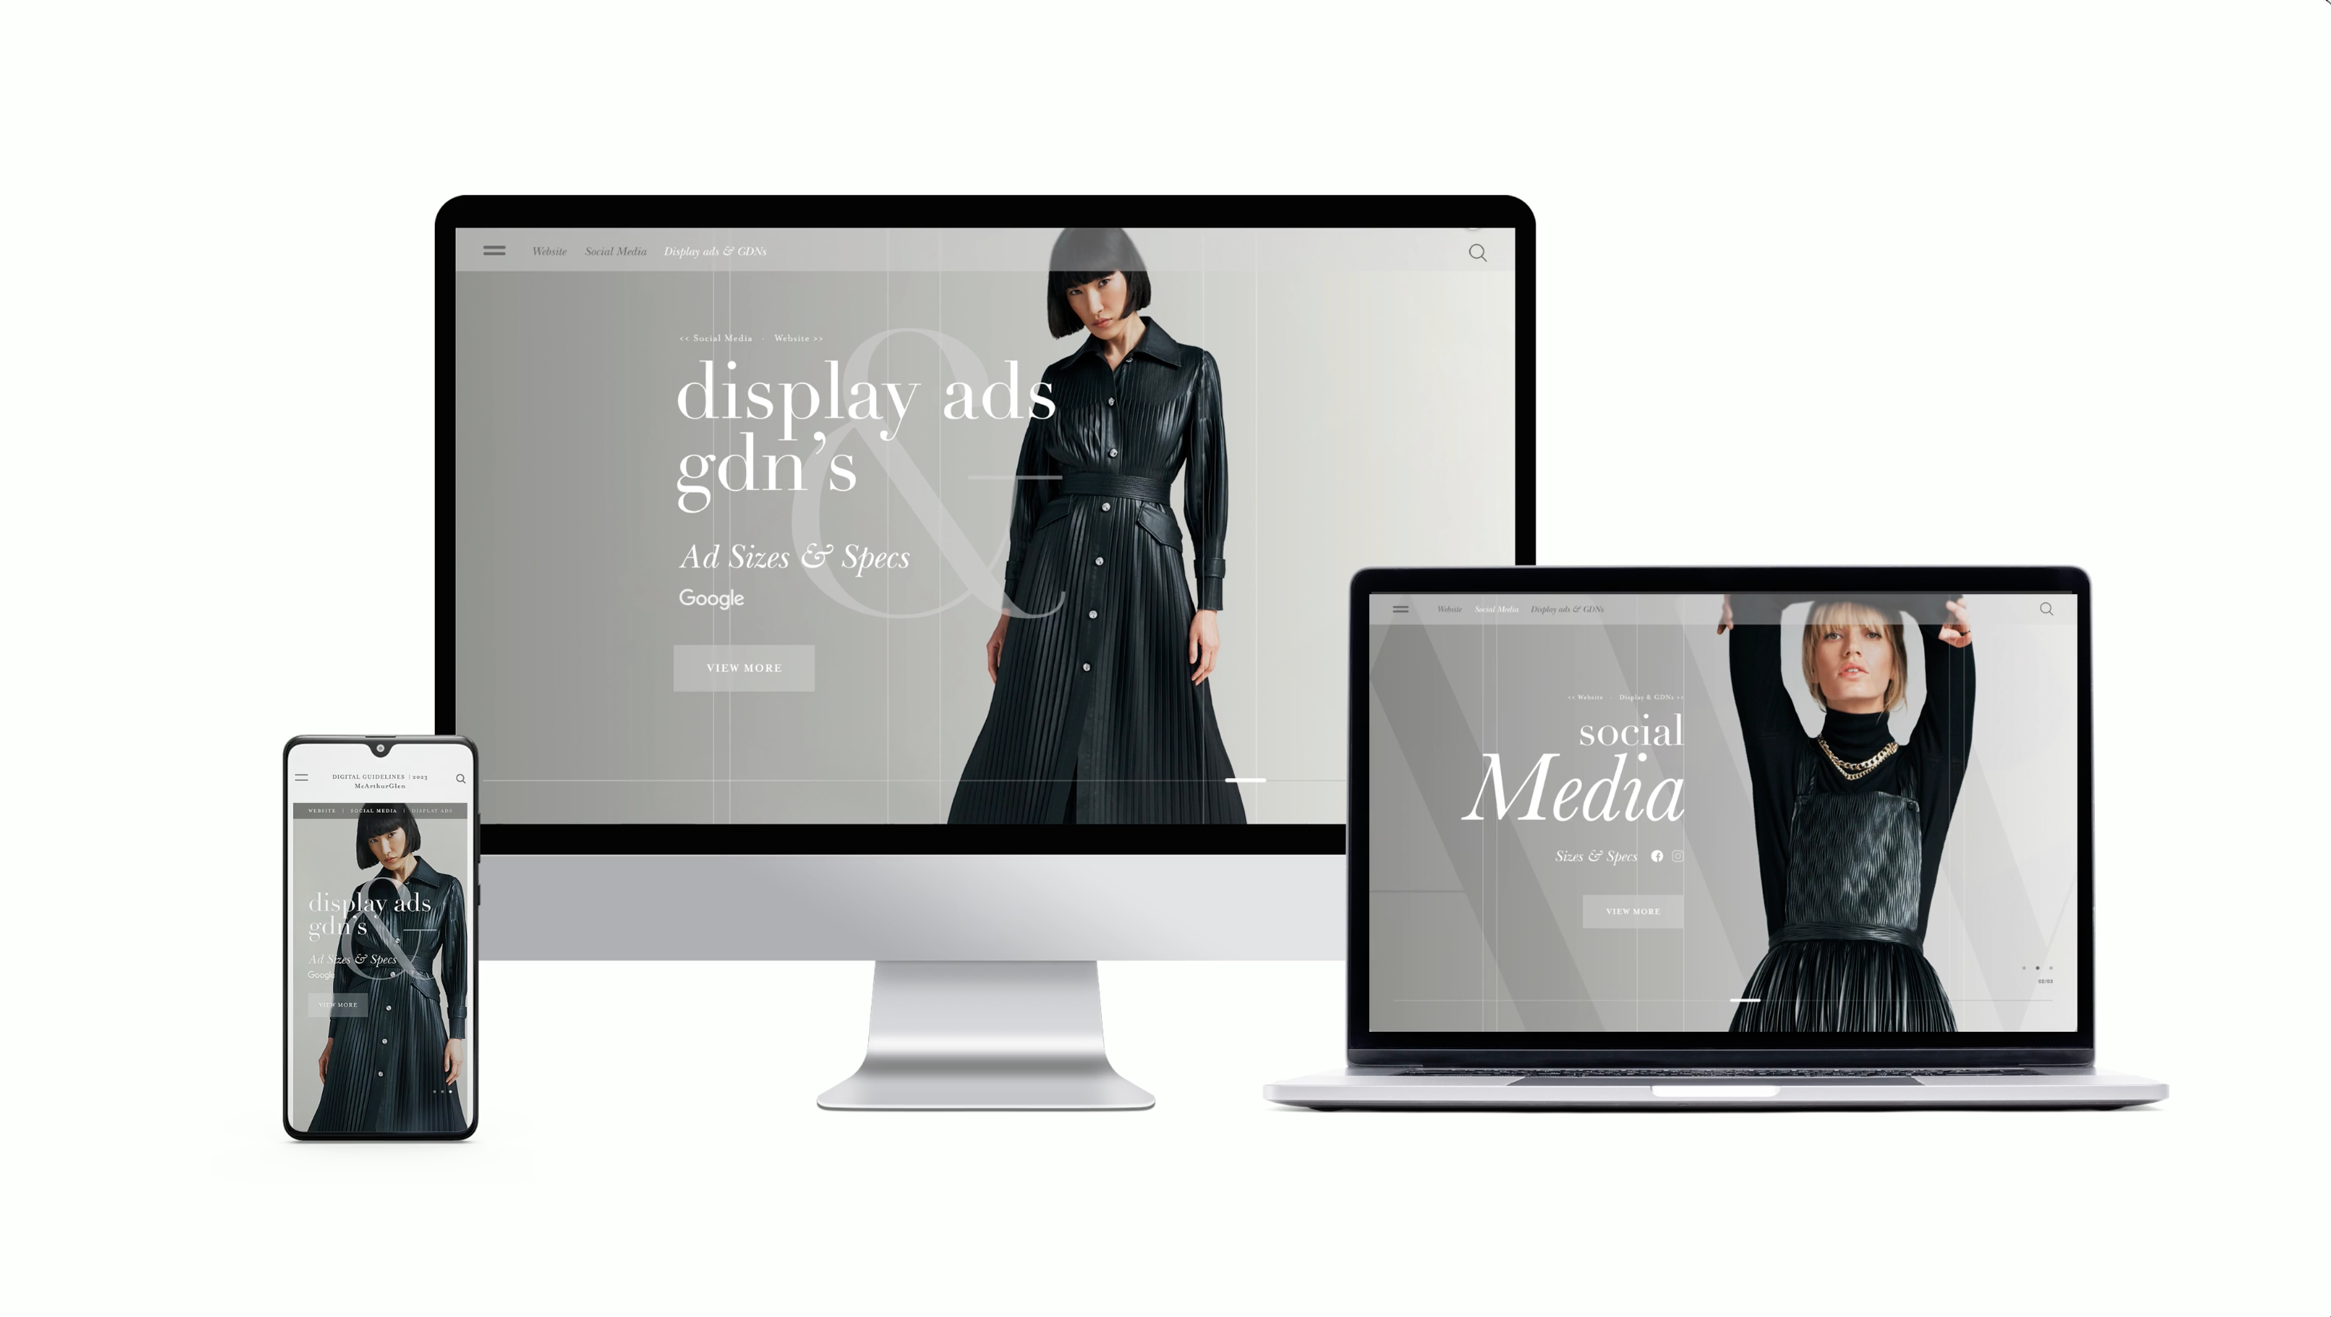 Website Social Media Display ads & GDNs
<< Social Media · Website >>
display ads
&
gdn's
Ad Sizes & Specs
Google
VIEW MORE
DIGITAL GUIDELINES | 2023
McArthurGlen
WEBSITE | SOCIAL MEDIA | DISPLAY ADS
display ads
&
gdn's
Ad Sizes & Specs
Google
VIEW MORE
Website Social Media Display ads & GDNs
<< Website · Display & GDNs >>
social
Media
Sizes & Specs
VIEW MORE
02/03